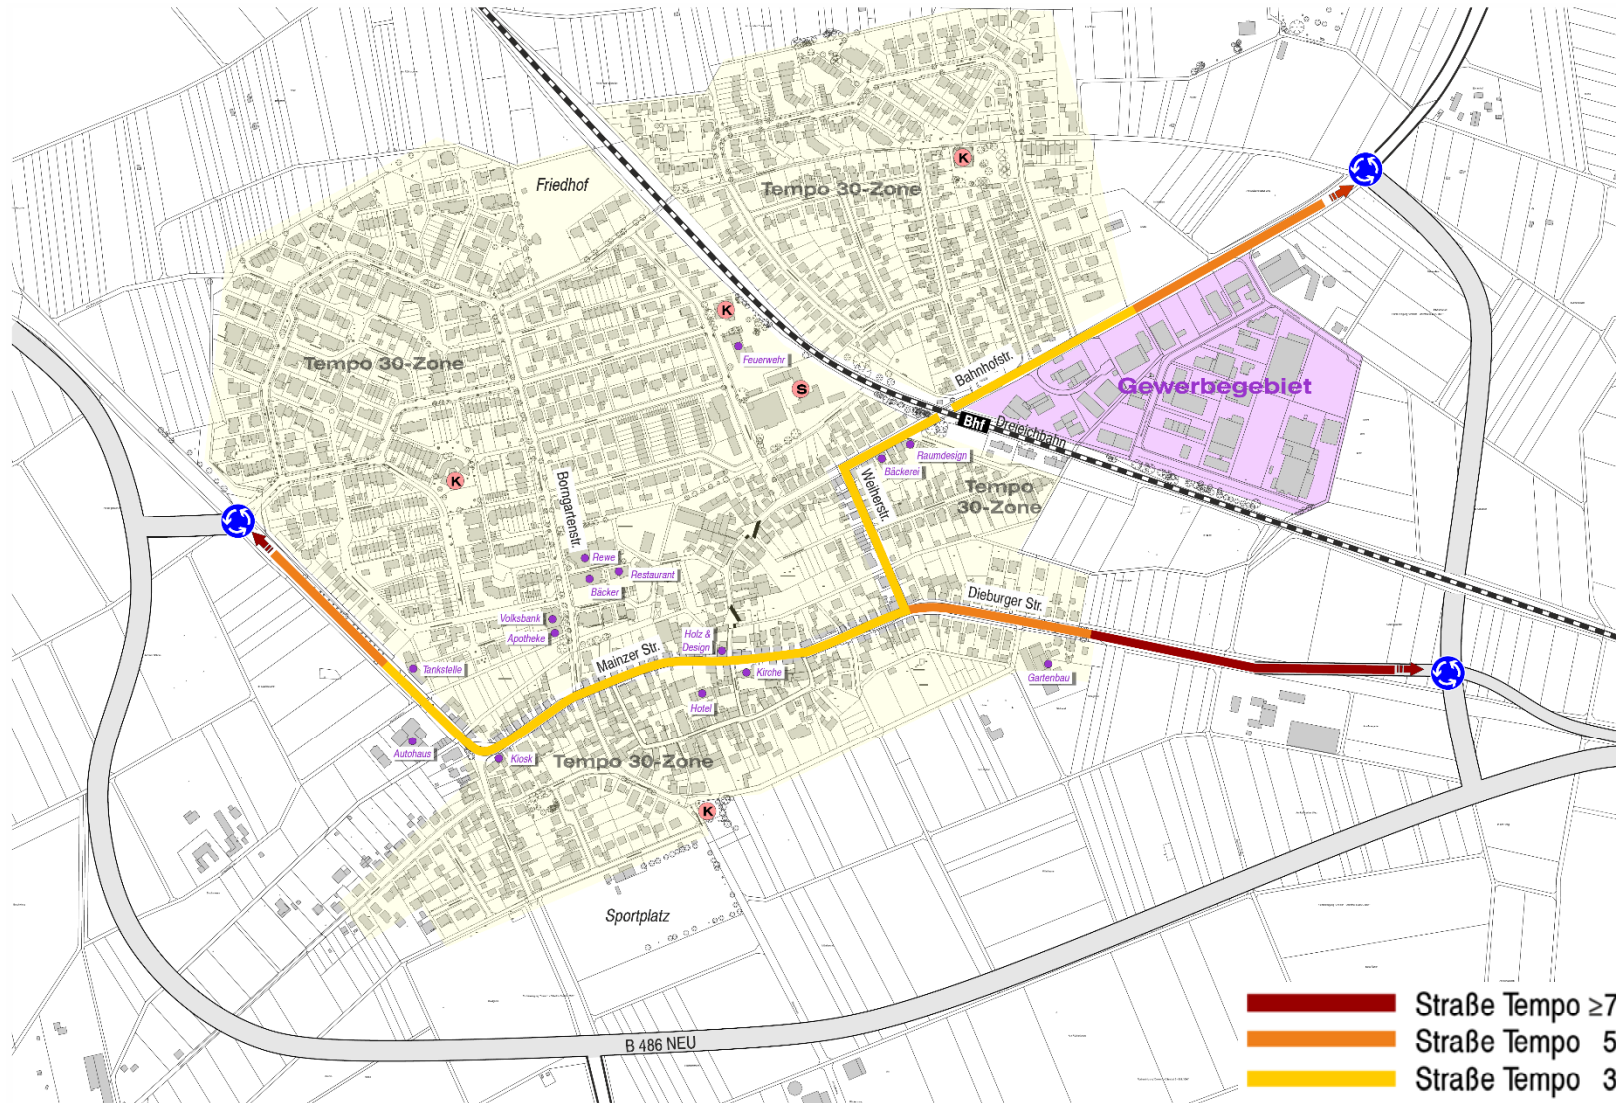 Friedhof
K
Tempo 30-Zone
K
Feuerwehr
S
Tempo 30-Zone
Bahnhofstr.
Gewerbegebiet
Bhf
Dreieichbahn
Raumdesign
Bäckerei
Weiherstr.
Tempo
30-Zone
K
Borngartenstr.
Rewe
Restaurant
Bäcker
Volksbank
Apotheke
Dieburger Str.
Holz &
Design
Mainzer Str.
Kirche
Tankstelle
Gartenbau
Hotel
Autohaus
Kiosk
Tempo 30-Zone
K
Sportplatz
B 486 NEU
Straße Tempo ≥7
Straße Tempo 5
Straße Tempo 3